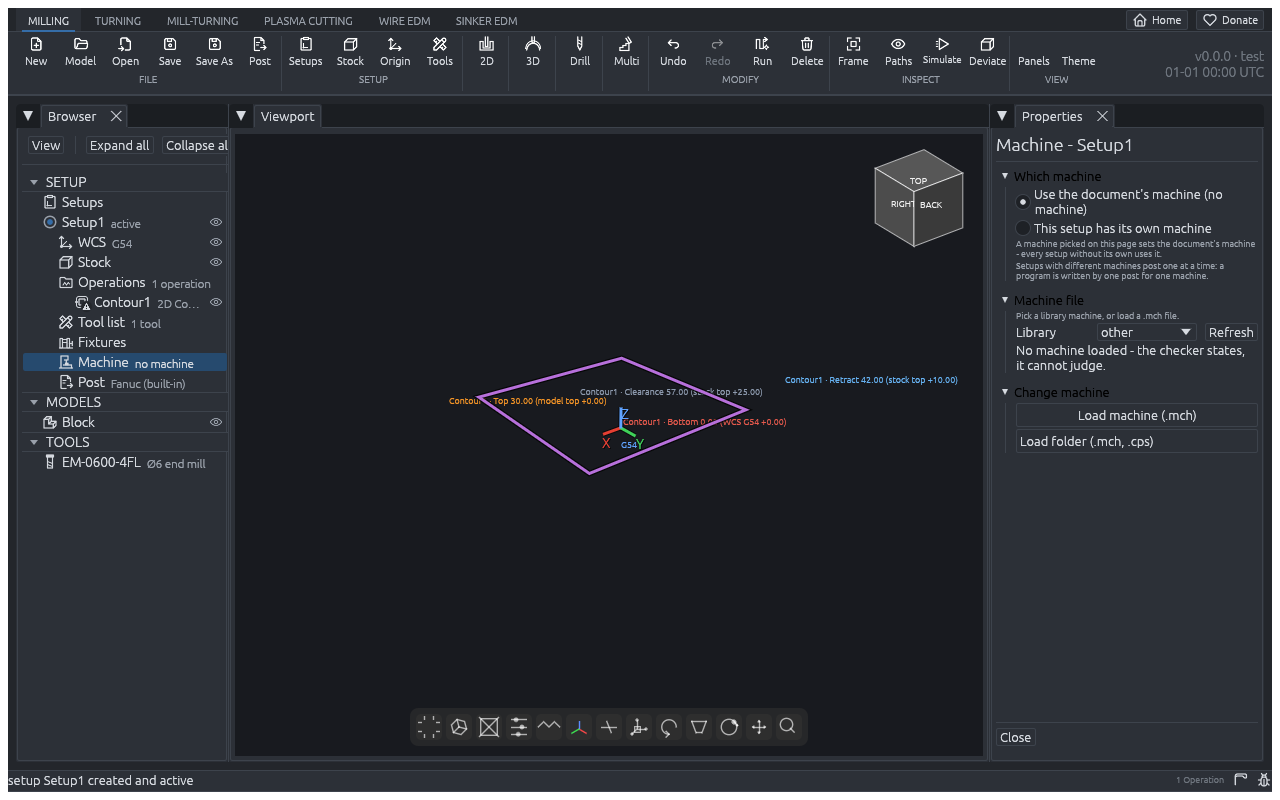 MILLING TURNING MILL-TURNING PLASMA CUTTING WIRE EDM SINKER EDM Home Donate
New Model Open Save Save As Post Setups Stock Origin Tools 2D 3D Drill Multi Undo Redo Run Delete Frame Paths Simulate Deviate Panels Theme
FILE SETUP MODIFY INSPECT VIEW
v0.0.0 · test
01-01 00:00 UTC
Browser
Viewport
Properties
View Expand all Collapse al
SETUP
Setups
Setup1 active
WCS G54
Stock
Operations 1 operation
Contour1 2D Co...
Tool list 1 tool
Fixtures
Machine no machine
Post Fanuc (built-in)
MODELS
Block
TOOLS
EM-0600-4FL Ø6 end mill
TOP
RIGHT BACK
Contour1 · Retract 42.00 (stock top +10.00)
Contour1 · Clearance 57.00 (stock top +25.00)
Contour1 · Top 30.00 (model top +0.00)
Contour1 · Bottom 0.00 (WCS G54 +0.00)
Z
X G54 Y
Machine - Setup1
Which machine
Use the document's machine (no
machine)
This setup has its own machine
A machine picked on this page sets the document's machine
- every setup without its own uses it.
Setups with different machines post one at a time: a
program is written by one post for one machine.
Machine file
Pick a library machine, or load a .mch file.
Library other Refresh
No machine loaded - the checker states,
it cannot judge.
Change machine
Load machine (.mch)
Load folder (.mch, .cps)
Close
setup Setup1 created and active
1 Operation